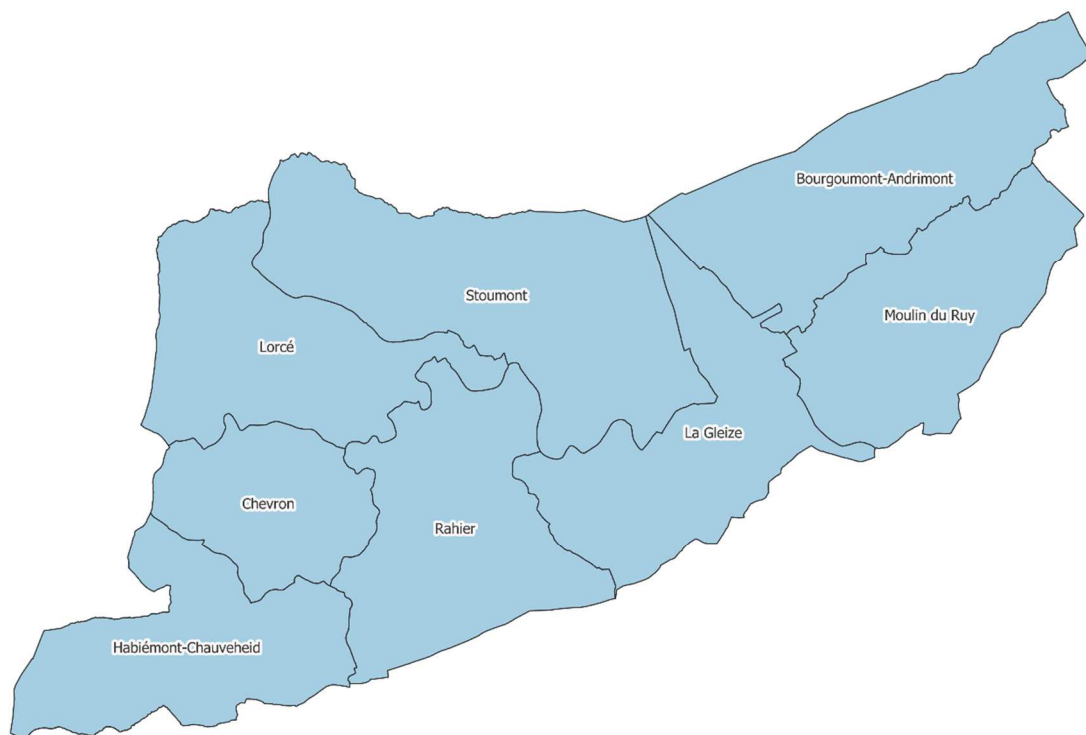 Bourgoumont-Andrimont
Stoumont
Moulin du Ruy
Lorcé
La Gleize
Chevron
Rahier
Habiémont-Chauveheid